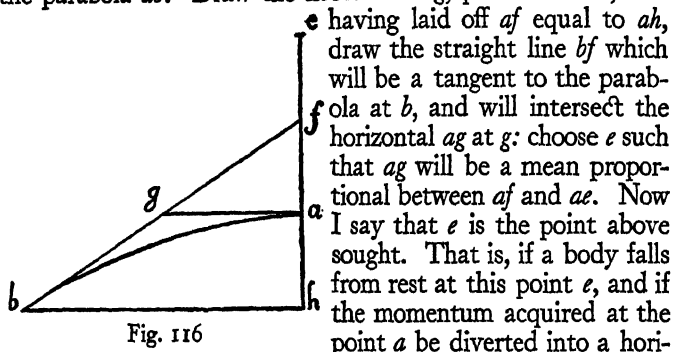 e having laid off af equal to ah,
draw the straight line bf which
will be a tangent to the parab-
f ola at b, and will intersect the
horizontal ag at g: choose e such
that ag will be a mean propor-
g
tional between af and ae. Now
a I say that e is the point above
sought. That is, if a body falls
from rest at this point e, and if
b h the momentum acquired at the
Fig. 116
point a be diverted into a hori-